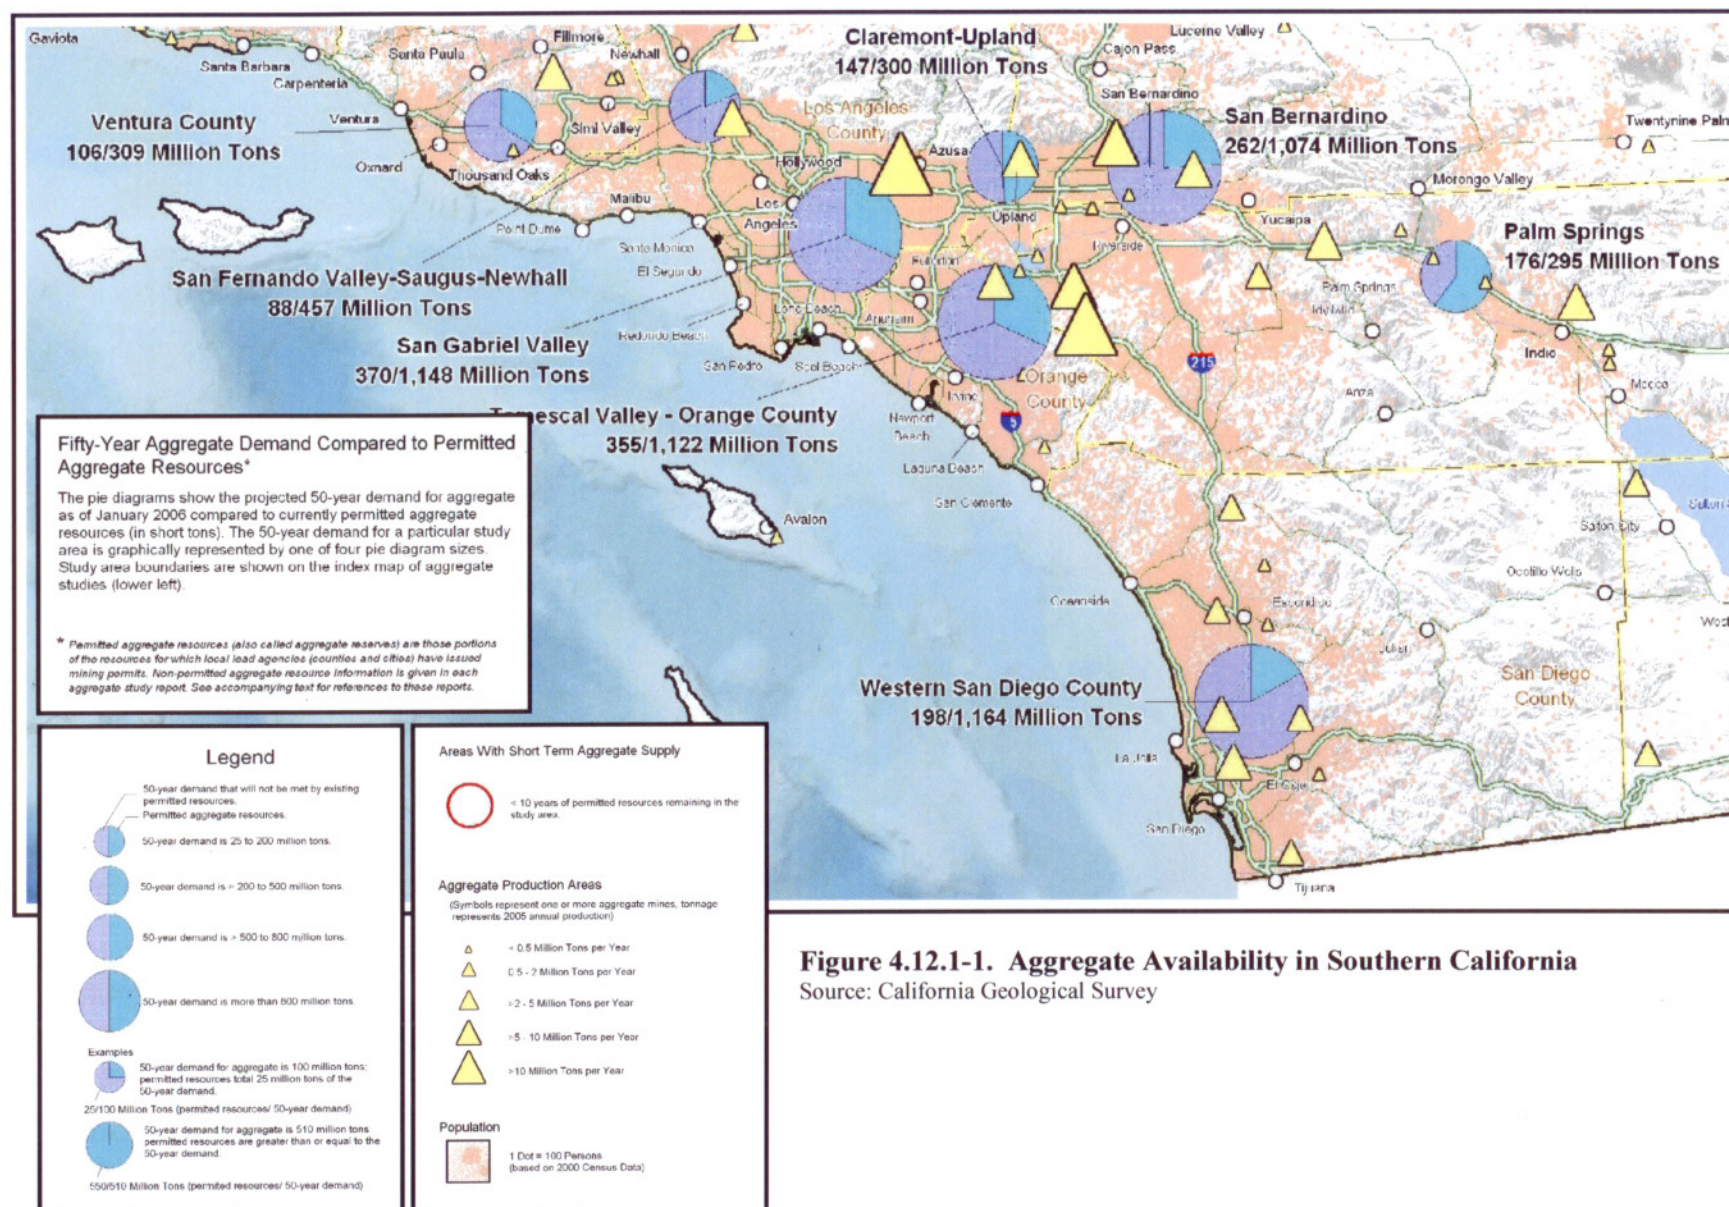 Gaviota
Santa Barbara
Carpenteria
Santa Paula
Fillmore
Newhall
Claremont-Upland
147/300 Million Tons
Cajon Pass
Lucerne Valley
Los Angeles
County
San Bernardino
San Bernardino
262/1,074 Million Tons
Twentynine Palm
Ventura County
106/309 Million Tons
Ventura
Simi Valley
Oxnard
Thousand Oaks
Hollywood
Azusa
Malibu
Los
Angeles
Point Dume
Santa Monica
Upland
Riverside
Yucaipa
Morongo Valley
Palm Springs
176/295 Million Tons
San Fernando Valley-Saugus-Newhall
88/457 Million Tons
El Segundo
Fullerton
Palm Springs
Idyllwild
San Gabriel Valley
370/1,148 Million Tons
Redondo Beach
Long Beach
Anaheim
San Pedro
Seal Beach
215
Indio
Orange
County
Irvine
Anza
Mecca
Temescal Valley - Orange County
355/1,122 Million Tons
Newport
Beach
5
Laguna Beach
San Clemente
Avalon
Salton City
Salton
Ocotillo Wells
Oceanside
Escondido
Julian
West
San Diego
County
Western San Diego County
198/1,164 Million Tons
La Jolla
El Cajon
San Diego
Tijuana
Fifty-Year Aggregate Demand Compared to Permitted
Aggregate Resources*
The pie diagrams show the projected 50-year demand for aggregate
as of January 2006 compared to currently permitted aggregate
resources (in short tons). The 50-year demand for a particular study
area is graphically represented by one of four pie diagram sizes.
Study area boundaries are shown on the index map of aggregate
studies (lower left).
* Permitted aggregate resources (also called aggregate reserves) are those portions
of the resources for which local lead agencies (counties and cities) have issued
mining permits. Non-permitted aggregate resource information is given in each
aggregate study report. See accompanying text for references to these reports.
Legend
50-year demand that will not be met by existing
permitted resources.
Permitted aggregate resources.
50-year demand is 25 to 200 million tons.
50-year demand is > 200 to 500 million tons.
50-year demand is > 500 to 800 million tons.
50-year demand is more than 800 million tons.
Examples
50-year demand for aggregate is 100 million tons;
permitted resources total 25 million tons of the
50-year demand.
25/100 Million Tons (permited resources/ 50-year demand)
50-year demand for aggregate is 510 million tons
permitted resources are greater than or equal to the
50-year demand.
550/510 Million Tons (permited resources/ 50-year demand)
Areas With Short Term Aggregate Supply
< 10 years of permitted resources remaining in the
study area.
Aggregate Production Areas
(Symbols represent one or more aggregate mines, tonnage
represents 2005 annual production)
< 0.5 Million Tons per Year
0.5 - 2 Million Tons per Year
>2 - 5 Million Tons per Year
>5 - 10 Million Tons per Year
>10 Million Tons per Year
Population
1 Dot = 100 Persons
(based on 2000 Census Data)
Figure 4.12.1-1. Aggregate Availability in Southern California
Source: California Geological Survey